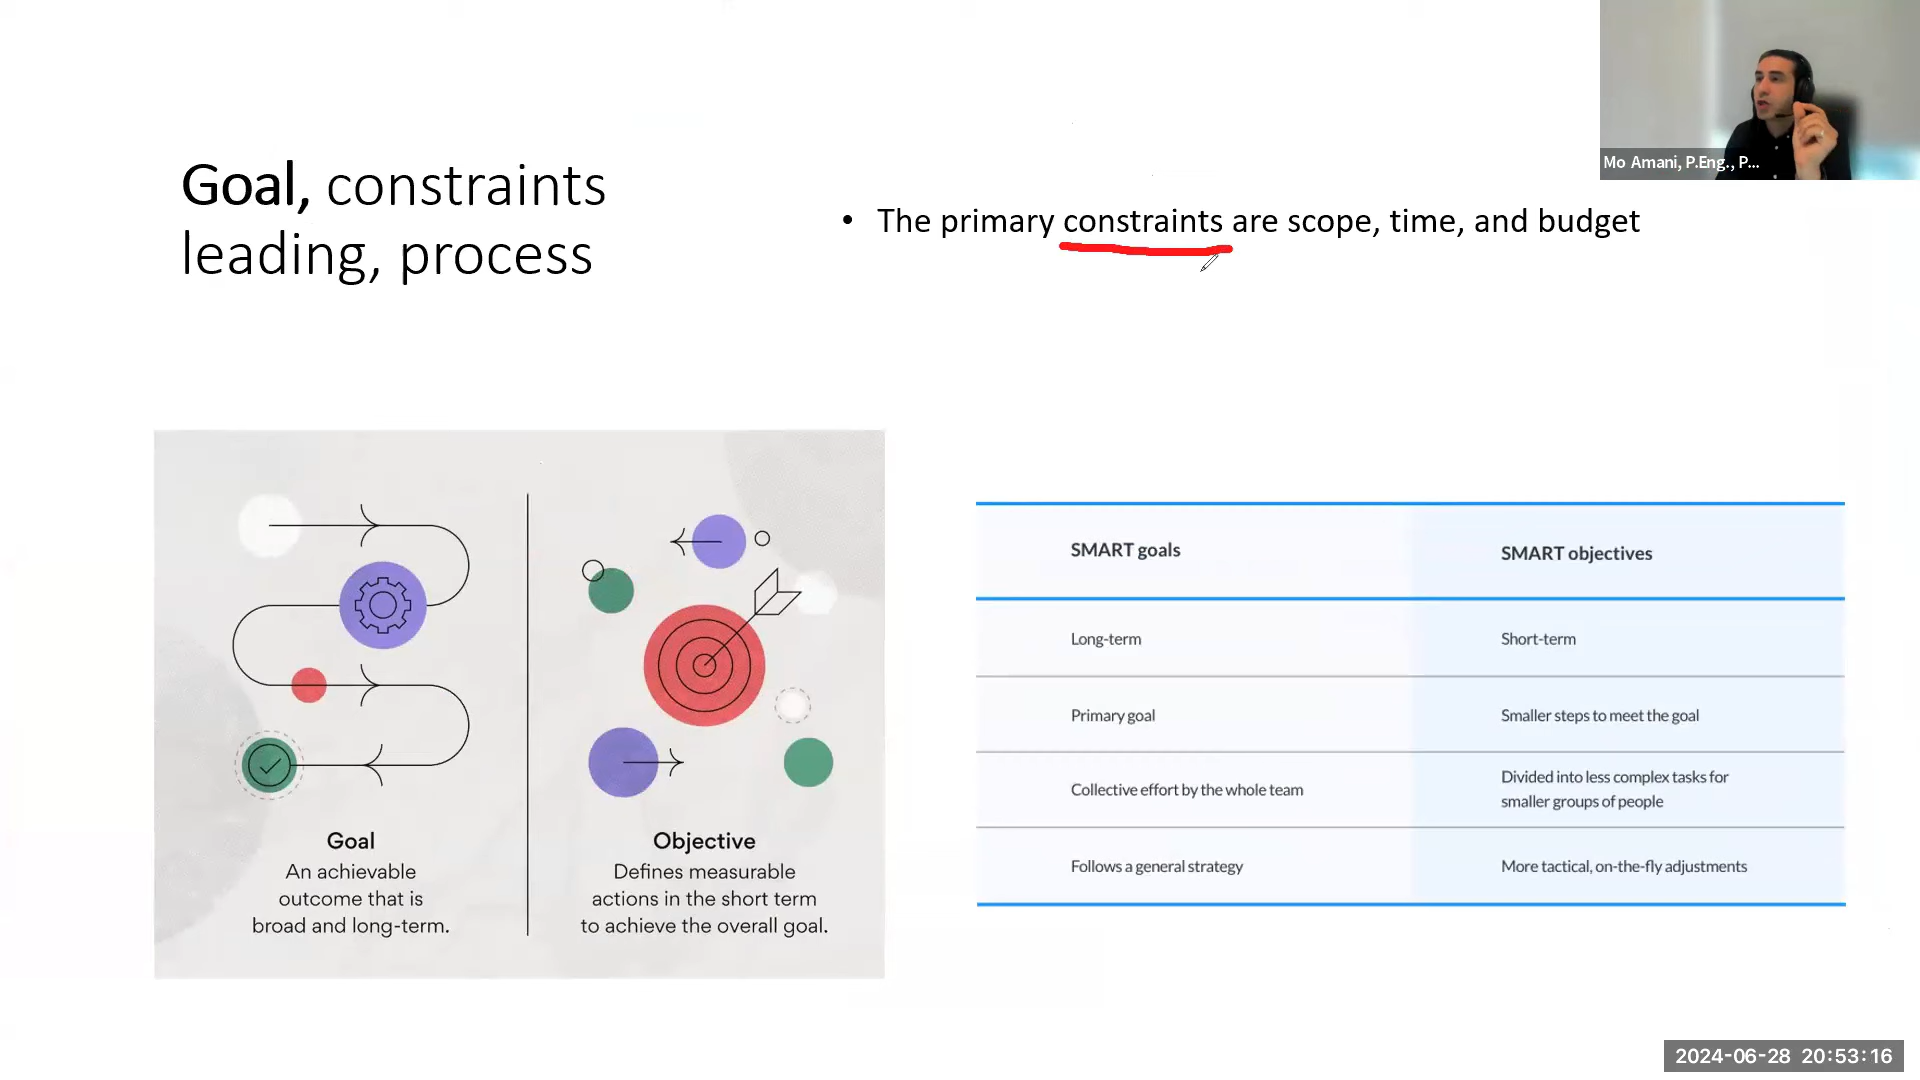 Mo Amani, P.Eng., P...
Goal, constraints
leading, process
• The primary constraints are scope, time, and budget
Goal
An achievable
outcome that is
broad and long-term.
Objective
Defines measurable
actions in the short term
to achieve the overall goal.
SMART goals
SMART objectives
Long-term
Short-term
Primary goal
Smaller steps to meet the goal
Collective effort by the whole team
Divided into less complex tasks for
smaller groups of people
Follows a general strategy
More tactical, on-the-fly adjustments
2024-06-28 20:53:16